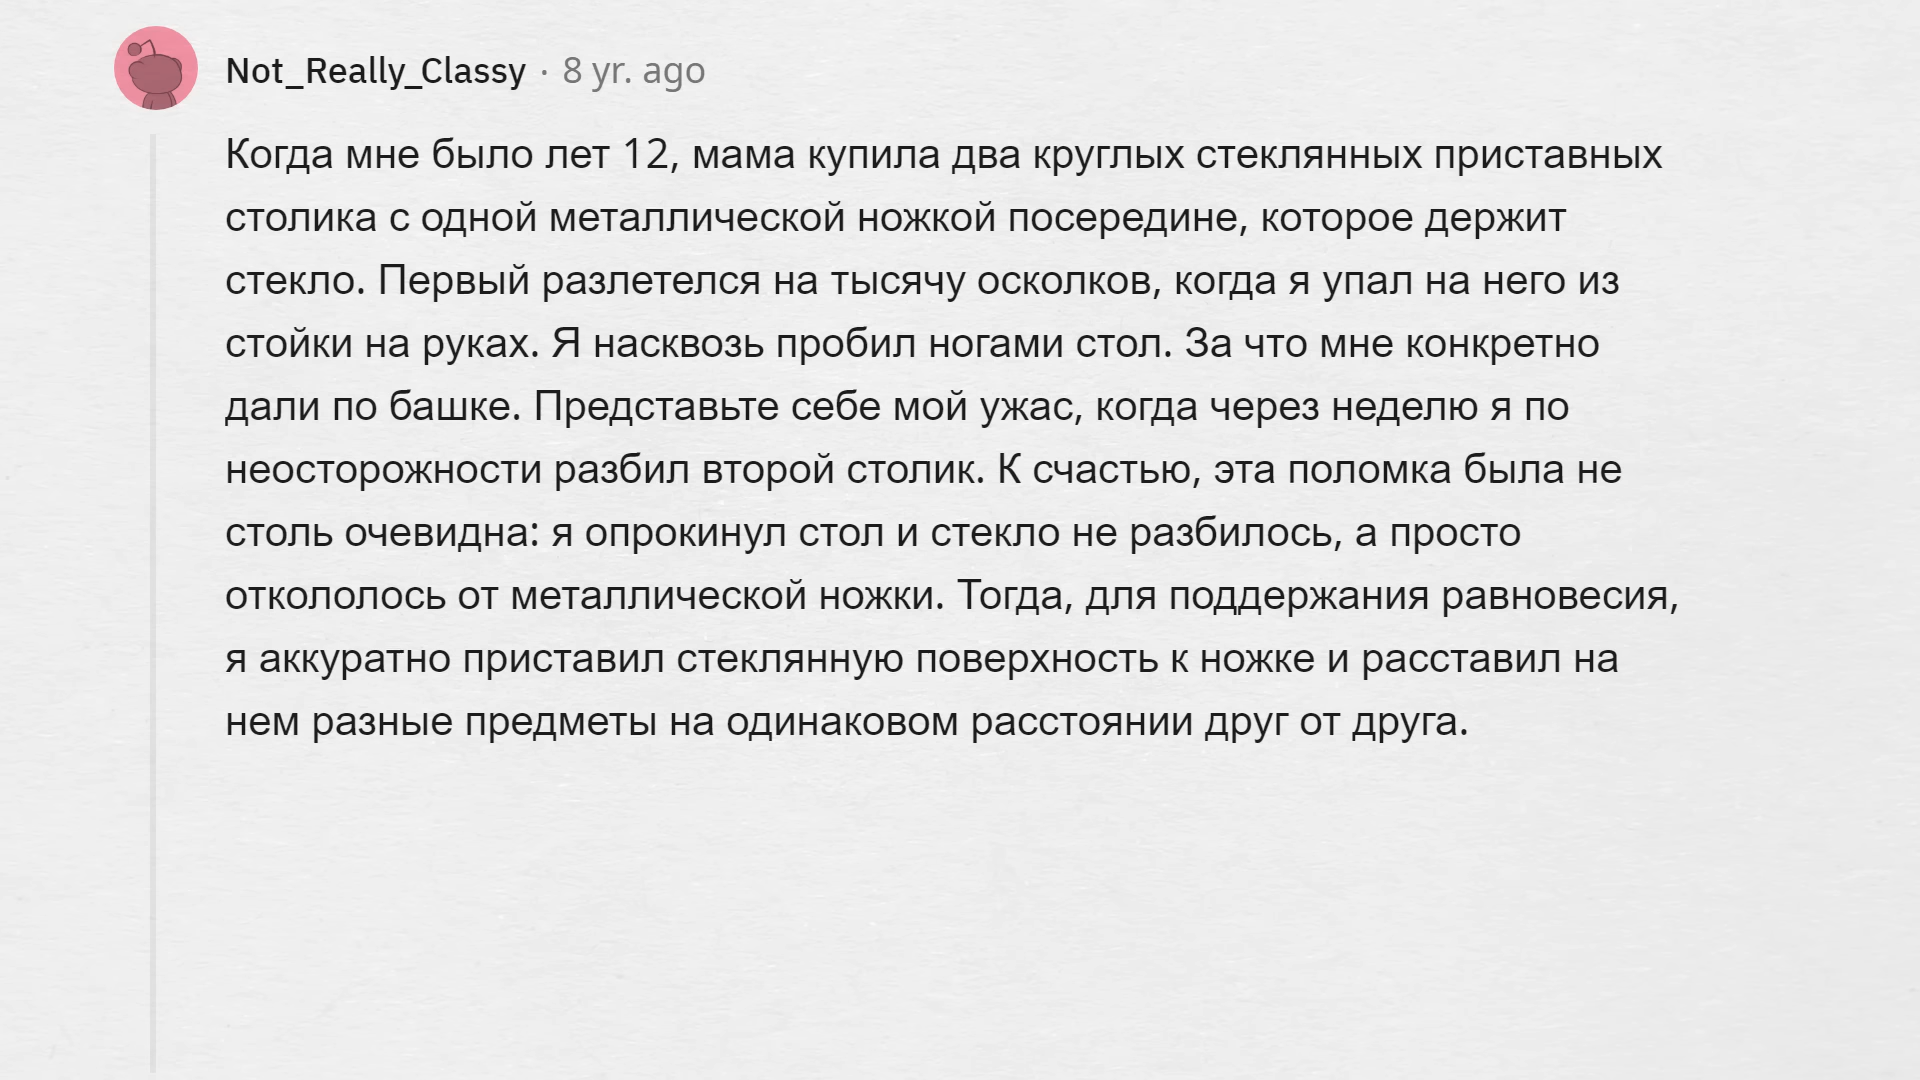 Not_Really_Classy · 8 yr. ago
Когда мне было лет 12, мама купила два круглых стеклянных приставных
столика с одной металлической ножкой посередине, которое держит
стекло. Первый разлетелся на тысячу осколков, когда я упал на него из
стойки на руках. Я насквозь пробил ногами стол. За что мне конкретно
дали по башке. Представьте себе мой ужас, когда через неделю я по
неосторожности разбил второй столик. К счастью, эта поломка была не
столь очевидна: я опрокинул стол и стекло не разбилось, а просто
откололось от металлической ножки. Тогда, для поддержания равновесия,
я аккуратно приставил стеклянную поверхность к ножке и расставил на
нем разные предметы на одинаковом расстоянии друг от друга.